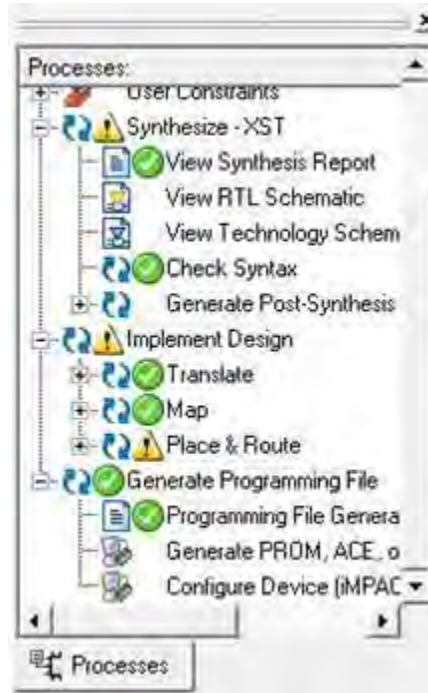 Processes:
User Constraints
Synthesize - XST
View Synthesis Report
View RTL Schematic
View Technology Schem
Check Syntax
Generate Post-Synthesis
Implement Design
Translate
Map
Place & Route
Generate Programming File
Programming File Genera
Generate PROM, ACE, o
Configure Device (iMPAC
Processes